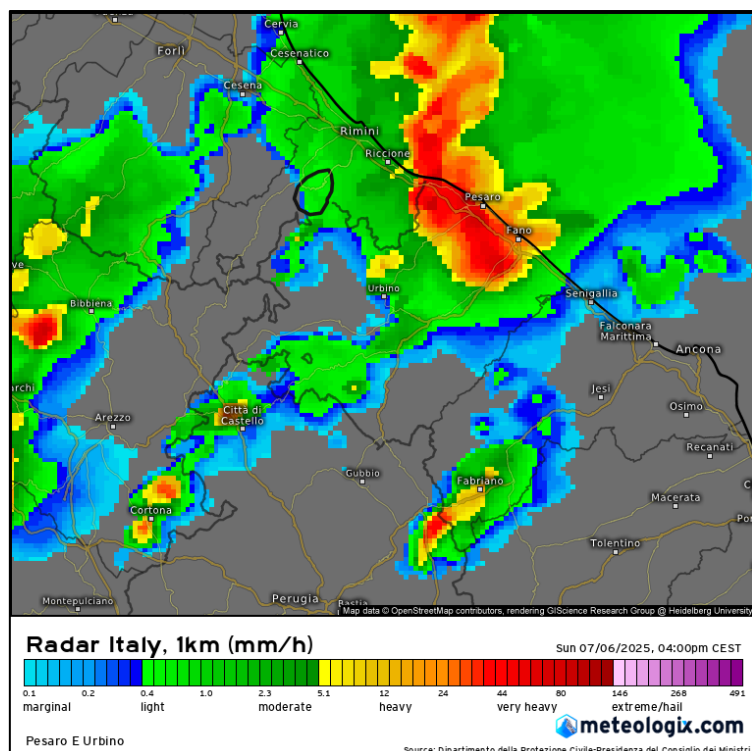 Cervia
Forlì
Cesenatico
Cesena
Rimini
Riccione
Pesaro
Fano
ve
Urbino
Senigallia
Bibbiena
Falconara
Marittima
Ancona
archi
Jesi
Arezzo
Città di
Castello
Osimo
Recanati
Gubbio
Fabriano
Macerata
Cortona
Tolentino
Montepulciano
Perugia
Bastia
Map data © OpenStreetMap contributors, rendering GIScience Research Group @ Heidelberg University
Radar Italy, 1km (mm/h)
Sun 07/06/2025, 04:00pm CEST
0.1 0.2 0.4 1.0 2.3 5.1 12 24 44 80 146 268 491
marginal light moderate heavy very heavy extreme/hail
meteologix.com
Pesaro E Urbino
Source: Dipartimento della Protezione Civile-Presidenza del Consiglio dei Ministri